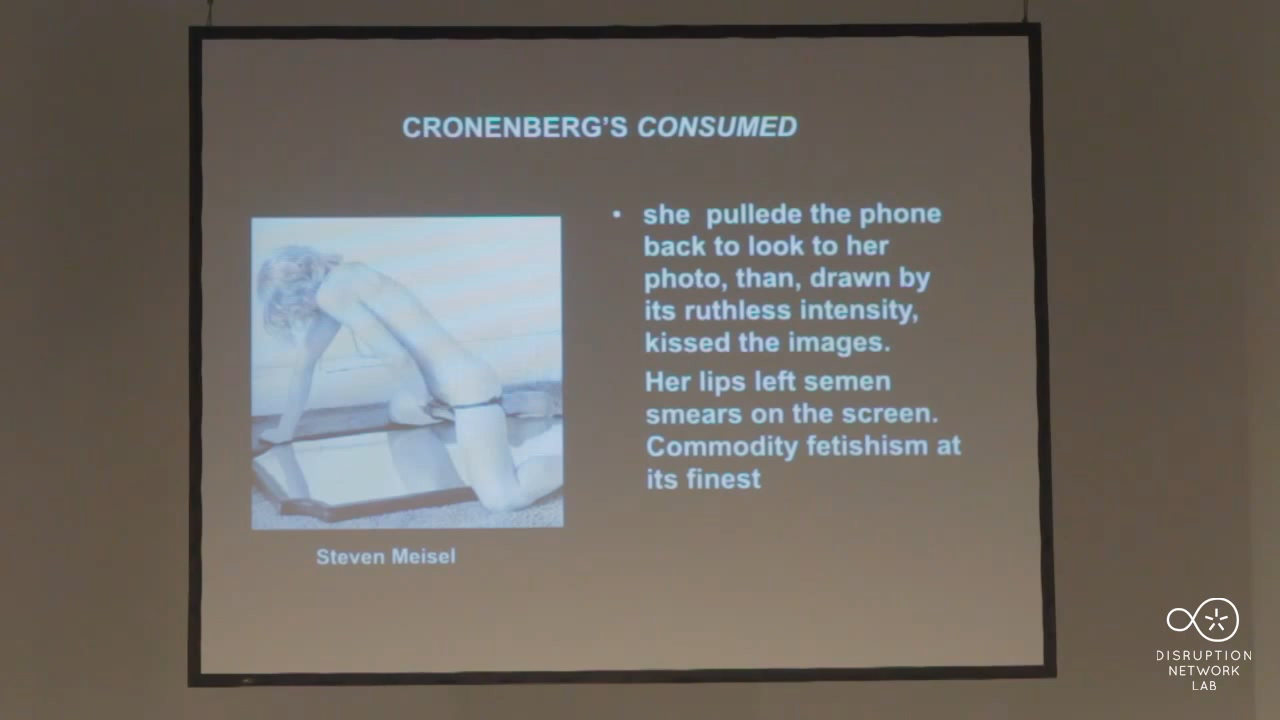 CRONENBERG'S CONSUMED
• she pullede the phone
back to look to her
photo, than, drawn by
its ruthless intensity,
kissed the images.
Her lips left semen
smears on the screen.
Commodity fetishism at
its finest
Steven Meisel
DISRUPTION
NETWORK
LAB